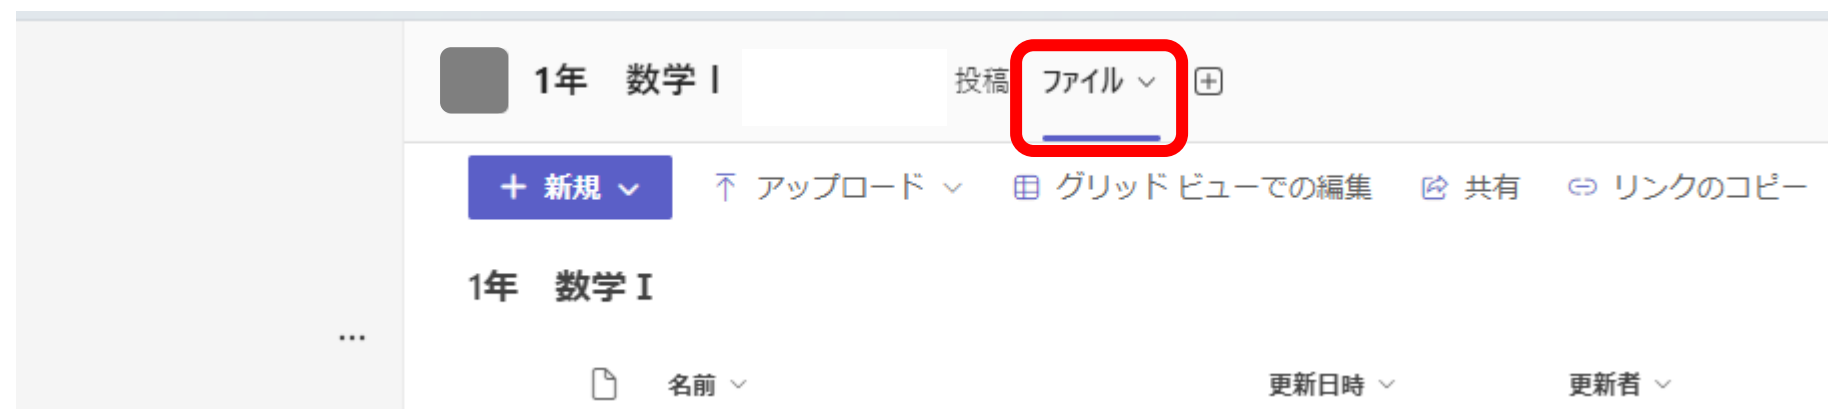 1年　数学Ⅰ 投稿 ファイル
新規 アップロード グリッド ビューでの編集 共有 リンクのコピー
1年　数学Ⅰ
...
名前 更新日時 更新者